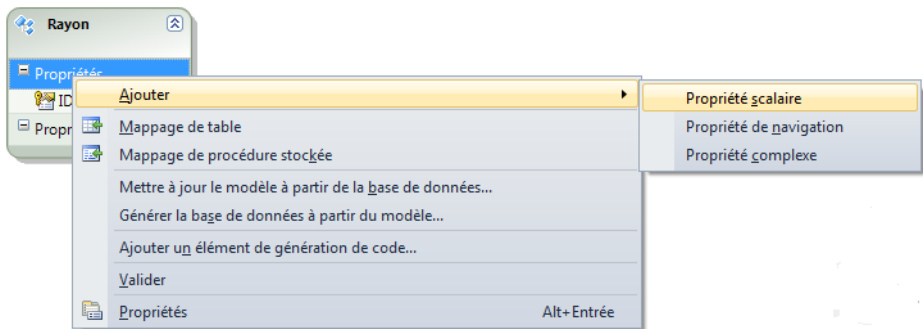 Rayon
Propriétés
ID
Propr
Ajouter
Mappage de table
Mappage de procédure stockée
Mettre à jour le modèle à partir de la base de données...
Générer la base de données à partir du modèle...
Ajouter un élément de génération de code...
Valider
Propriétés Alt+Entrée
Propriété scalaire
Propriété de navigation
Propriété complexe